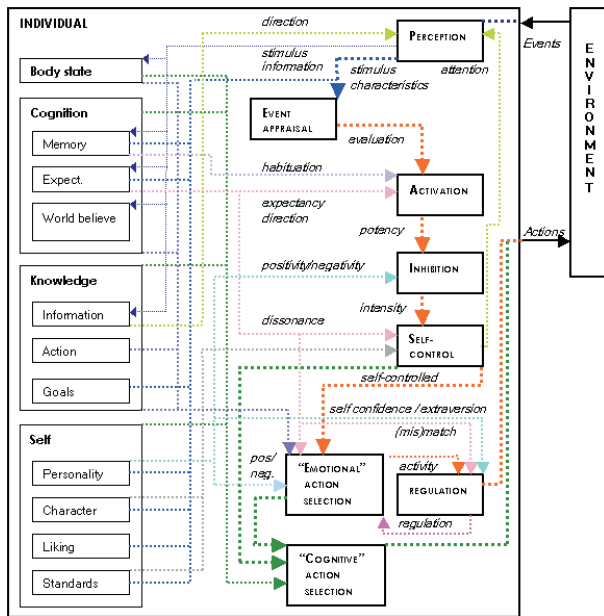 INDIVIDUAL
direction
PERCEPTION
Events
ENVIRONMENT
Body state
stimulus
information
stimulus
characteristics
attention
Cognition
EVENT
APPRAISAL
evaluation
Memory
habituation
Expect.
ACTIVATION
expectancy
direction
World believe
potency
Actions
Knowledge
positivity/negativity
INHIBITION
Information
intensity
dissonance
SELF-
CONTROL
Action
self-controlled
Goals
self confidence / extraversion
(mis)match
Self
pos/
neg.
"EMOTIONAL"
ACTION
SELECTION
activity
REGULATION
Personality
Character
regulation
Liking
"COGNITIVE"
ACTION
SELECTION
Standards